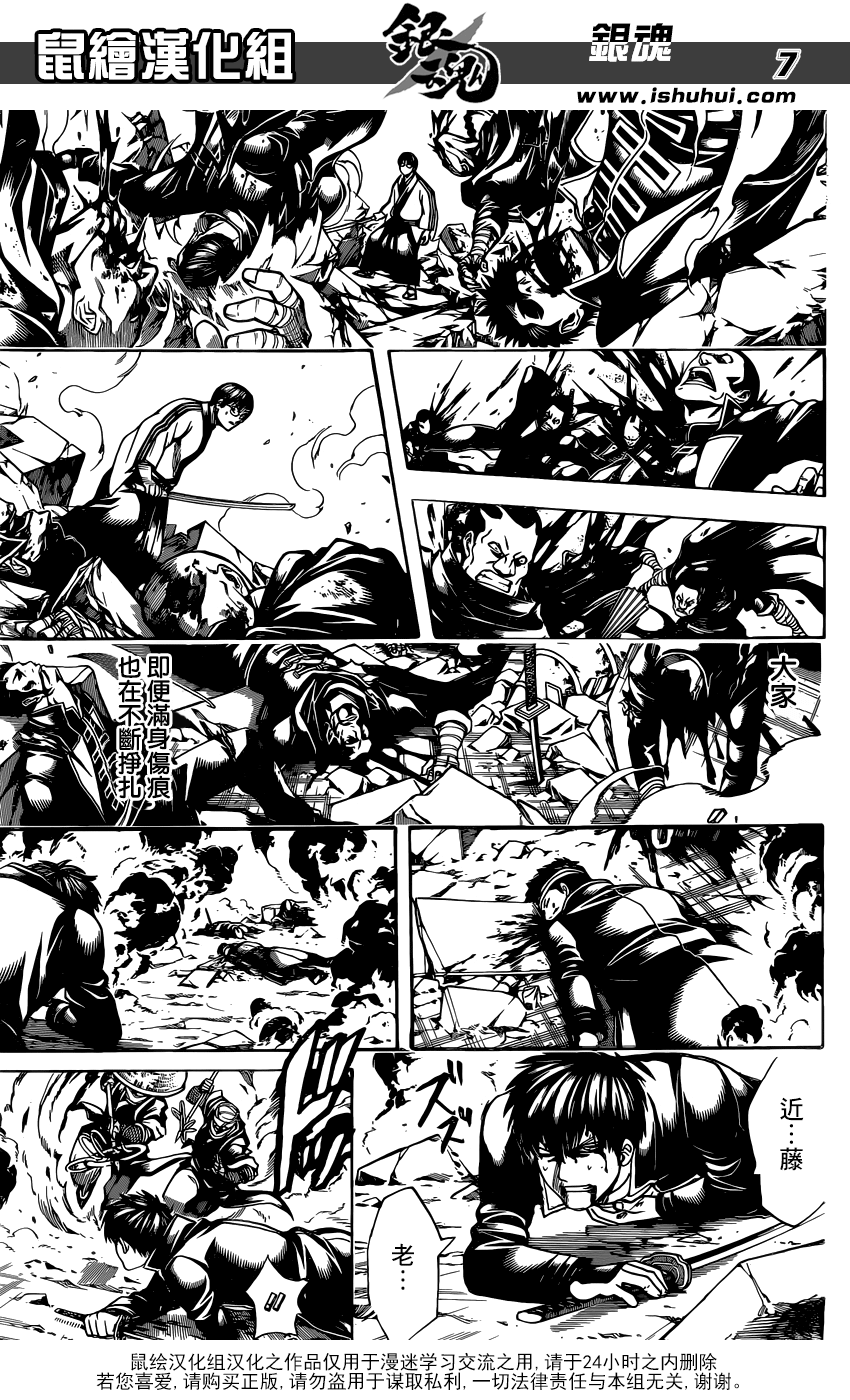 鼠繪漢化組
銀魂
銀魂
7
www.ishuhui.com
大家
即便滿身傷痕
也在不斷掙扎
近…藤
ズズ
老…
ドドド
鼠绘汉化组汉化之作品仅用于漫迷学习交流之用,请于24小时之内删除
若您喜爱,请购买正版,请勿盗用于谋取私利,一切法律责任与本组无关,谢谢。